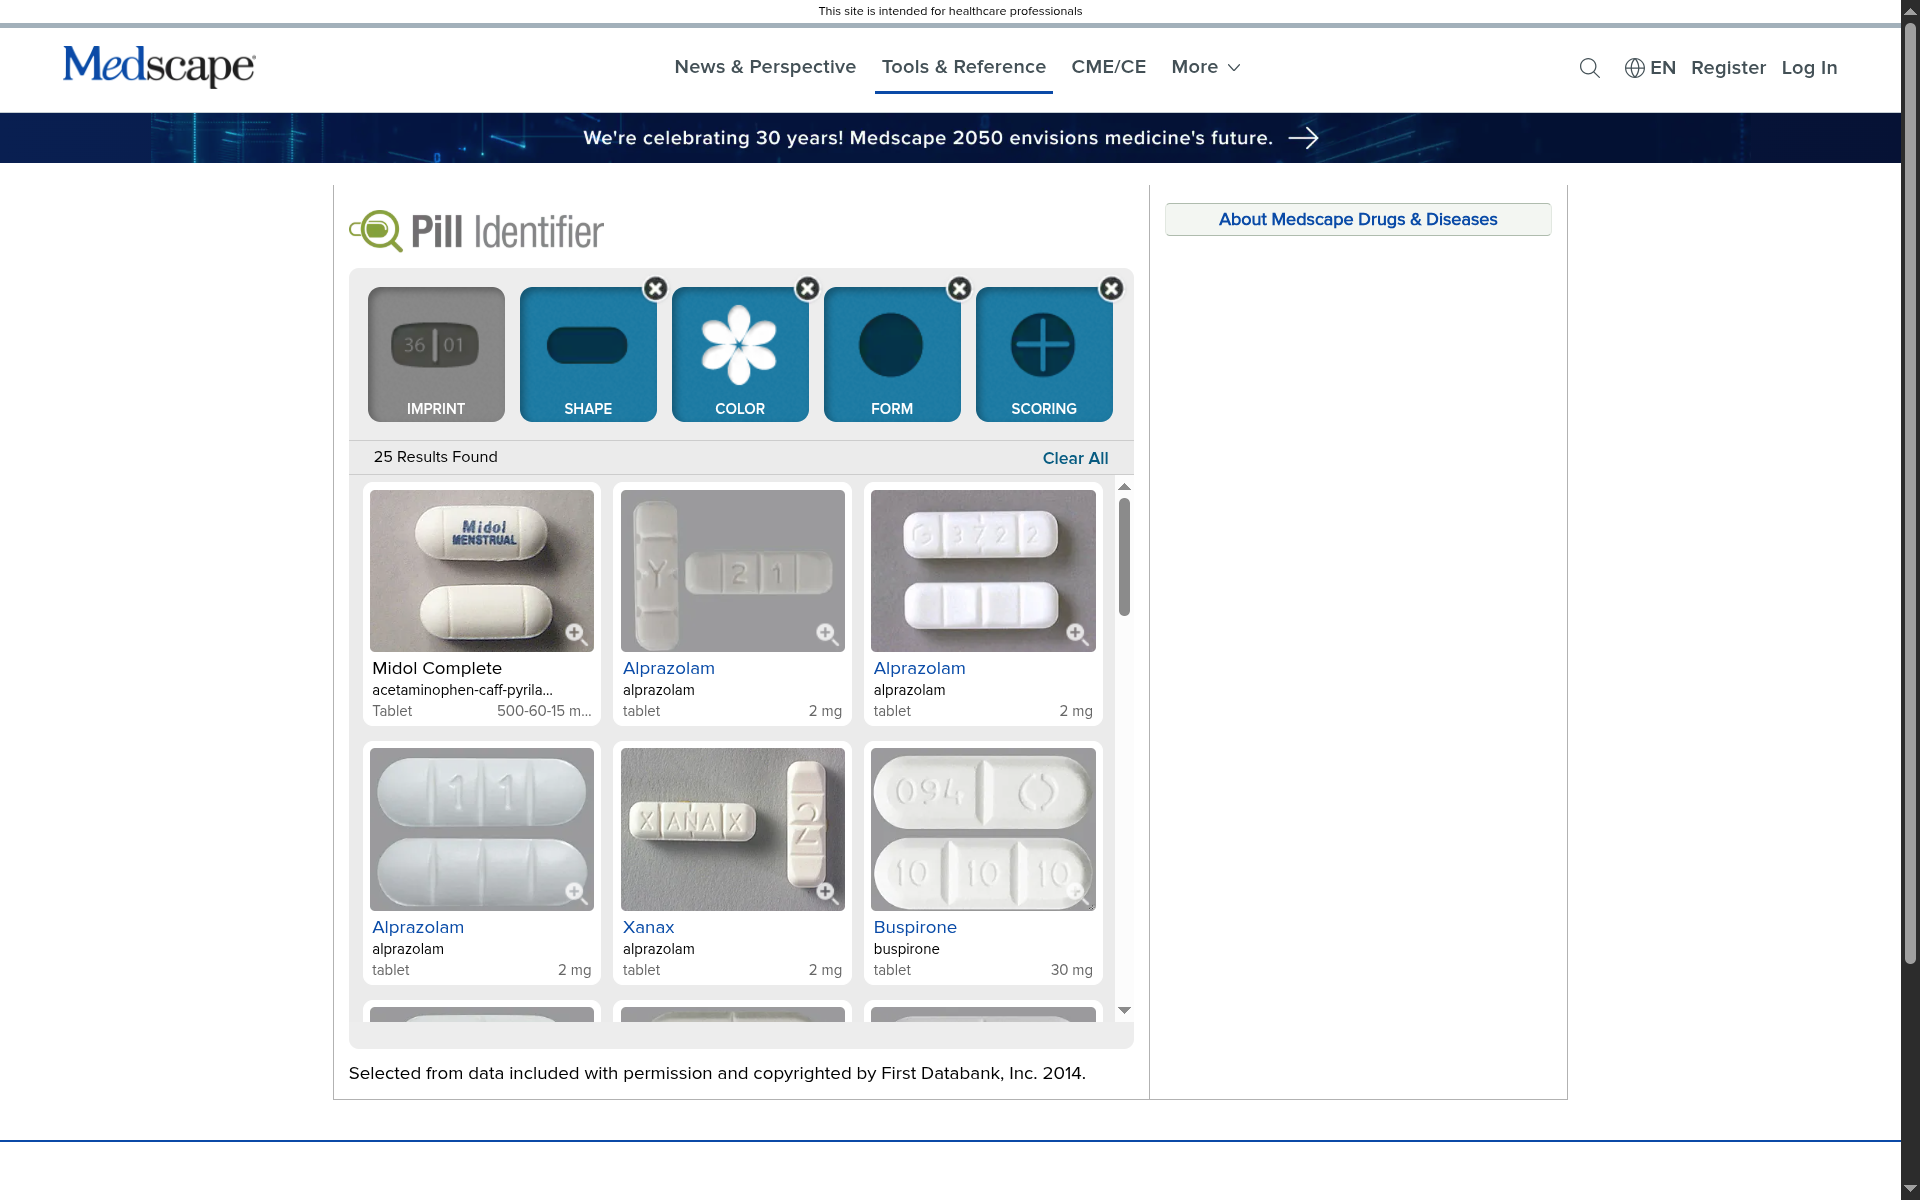 This site is intended for healthcare professionals
Medscape
News & Perspective
Tools & Reference
CME/CE
More
EN
Register
Log In
We're celebrating 30 years! Medscape 2050 envisions medicine's future.
Pill Identifier
About Medscape Drugs & Diseases
36 01
IMPRINT
SHAPE
COLOR
FORM
SCORING
25 Results Found
Clear All
Midol
MENSTRUAL
Midol Complete
acetaminophen-caff-pyrila...
Tablet 500-60-15 m...
Y 2 1
Alprazolam
alprazolam
tablet 2 mg
G 3 7 2 2
Alprazolam
alprazolam
tablet 2 mg
1 1
Alprazolam
alprazolam
tablet 2 mg
X ANA X 2
Xanax
alprazolam
tablet 2 mg
094
10 10 10
Buspirone
buspirone
tablet 30 mg
Selected from data included with permission and copyrighted by First Databank, Inc. 2014.